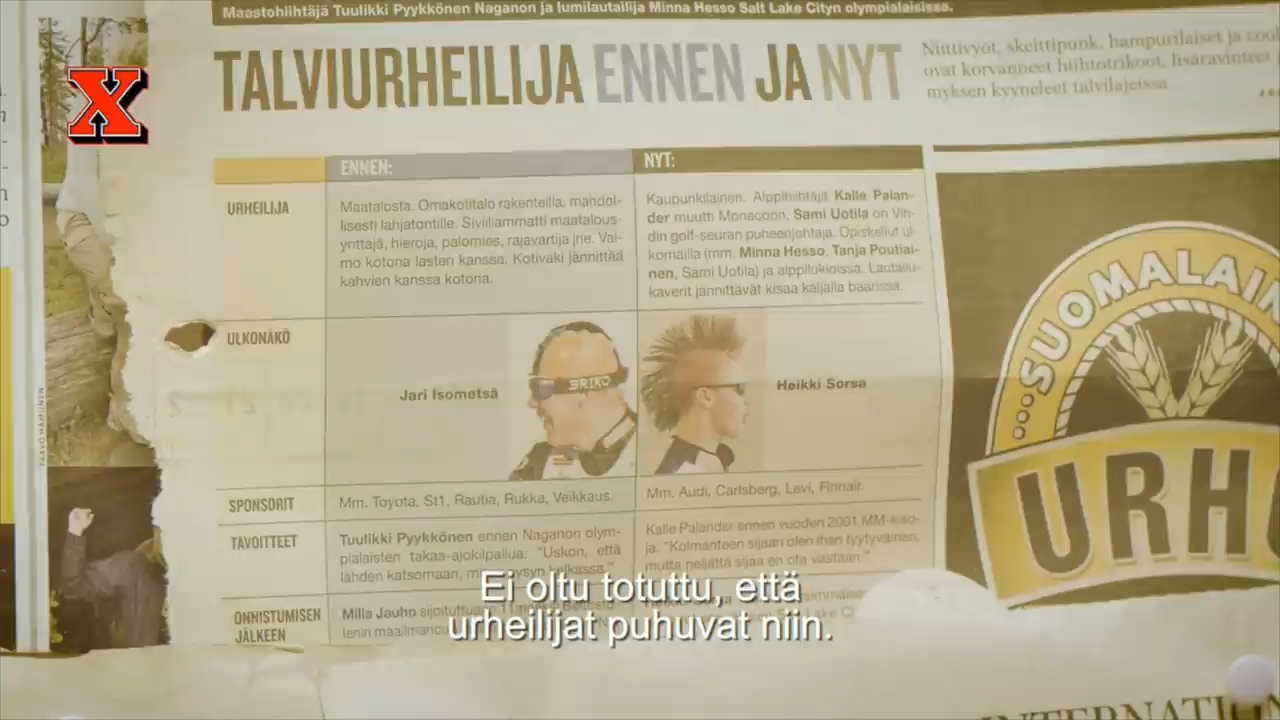 Maastohiihtäjä Tuulikki Pyykkönen Naganon ja lumilautailija Minna Hesso Salt Lake Cityn olympialaisissa.
TALVIURHEILIJA ENNEN JA NYT
Niittivyöt, skeittipunk, hampurilaiset ja
ovat korvanneet hiihtotrikoot, lisäravinteet
myksen kyyneleet talvilajeissa.
X
ENNEN:
NYT:
URHEILIJA
Maatalosta. Omakotitalo rakenteilla, mahdol-
lisesti lahjatontille. Siviiliammatti maatalous-
yrittäjä, hieroja, palomies, rajavartija jne. Vai-
mo kotona lasten kanssa. Kotiväki jännittää
kahvien kanssa kotona.
Kaupunkilainen. Alppihiihtäjä Kalle Palan-
der muutti Monacoon, Sami Uotila on Vih-
din golf-seuran puheenjohtaja. Opiskellut ul-
komailla (mm. Minna Hesso, Tanja Poutiai-
nen, Sami Uotila) ja alppilukioissa. Lautailu-
kaverit jännittävät kisaa kaljalla baarissa.
ULKONÄKÖ
Jari Isometsä
BRIKO
Heikki Sorsa
SPONSORIT
Mm. Toyota, St1, Rautia, Rukka, Veikkaus.
Mm. Audi, Carlsberg, Levi, Finnair.
TAVOITTEET
Tuulikki Pyykkönen ennen Naganon olym-
pialaisten takaa-ajokilpailua: "Uskon, että
lähden katsomaan,
Kalle Palander ennen vuoden 2001 MM-kiso-
ja: "Kolmanteen sijaan olen ihan tyytyväinen,
mutta neljättä sijaa en ota vastaan."
ONNISTUMISEN
JÄLKEEN
Milla Jauho
SUOMALAIN
URH
Ei oltu totuttu, että
urheilijat puhuvat niin.